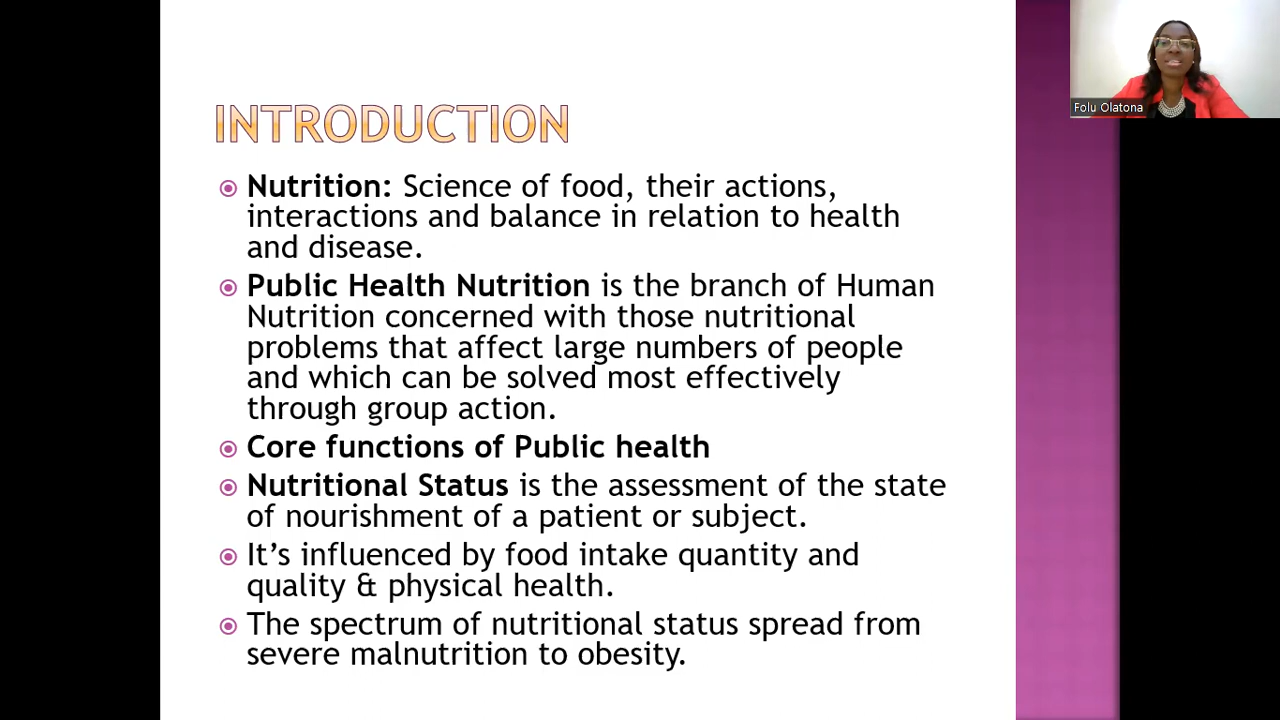 INTRODUCTION
Nutrition: Science of food, their actions,
interactions and balance in relation to health
and disease.
Public Health Nutrition is the branch of Human
Nutrition concerned with those nutritional
problems that affect large numbers of people
and which can be solved most effectively
through group action.
Core functions of Public health
Nutritional Status is the assessment of the state
of nourishment of a patient or subject.
It’s influenced by food intake quantity and
quality & physical health.
The spectrum of nutritional status spread from
severe malnutrition to obesity.
Folu Olatona